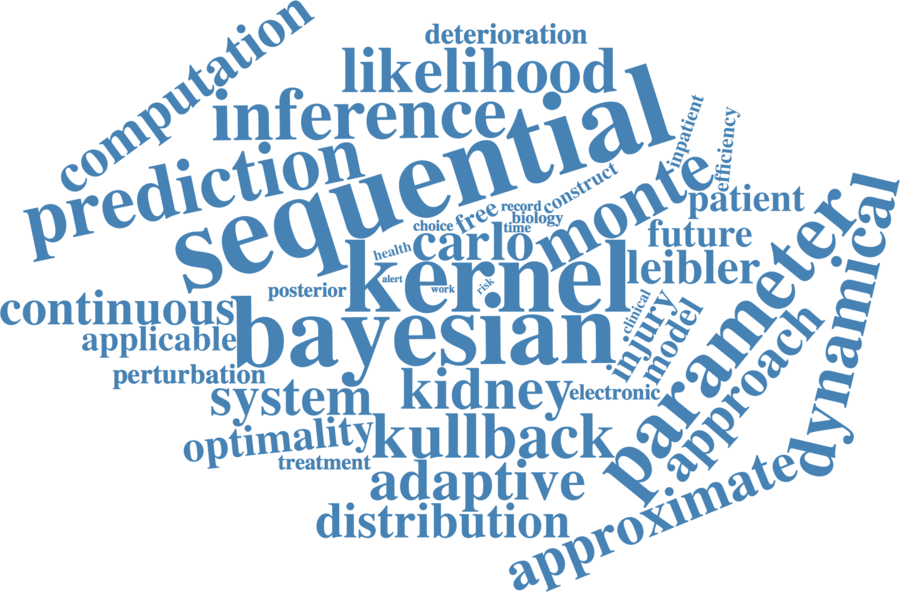 computation
deterioration
likelihood
inference
prediction
sequential
inpatient
efficiency
monte
construct
free
record
biology
choice
time
carlo
health
patient
future
dynamical
parameter
kernel
leibler
alert
work
risk
posterior
continuous
bayesian
applicable
clinical
injury
model
approach
perturbation
system
kidney
electronic
optimality
kullback
treatment
adaptive
approximate
distribution